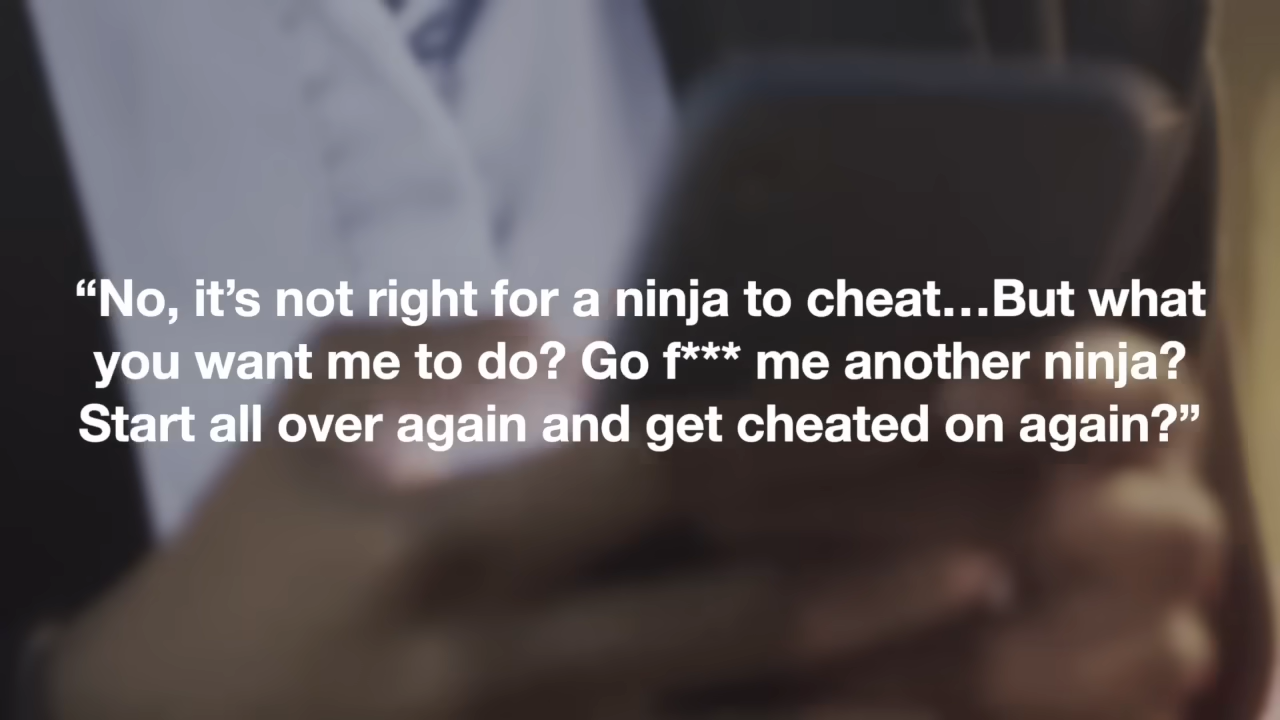 “No, it’s not right for a ninja to cheat…But what
you want me to do? Go f*** me another ninja?
Start all over again and get cheated on again?”